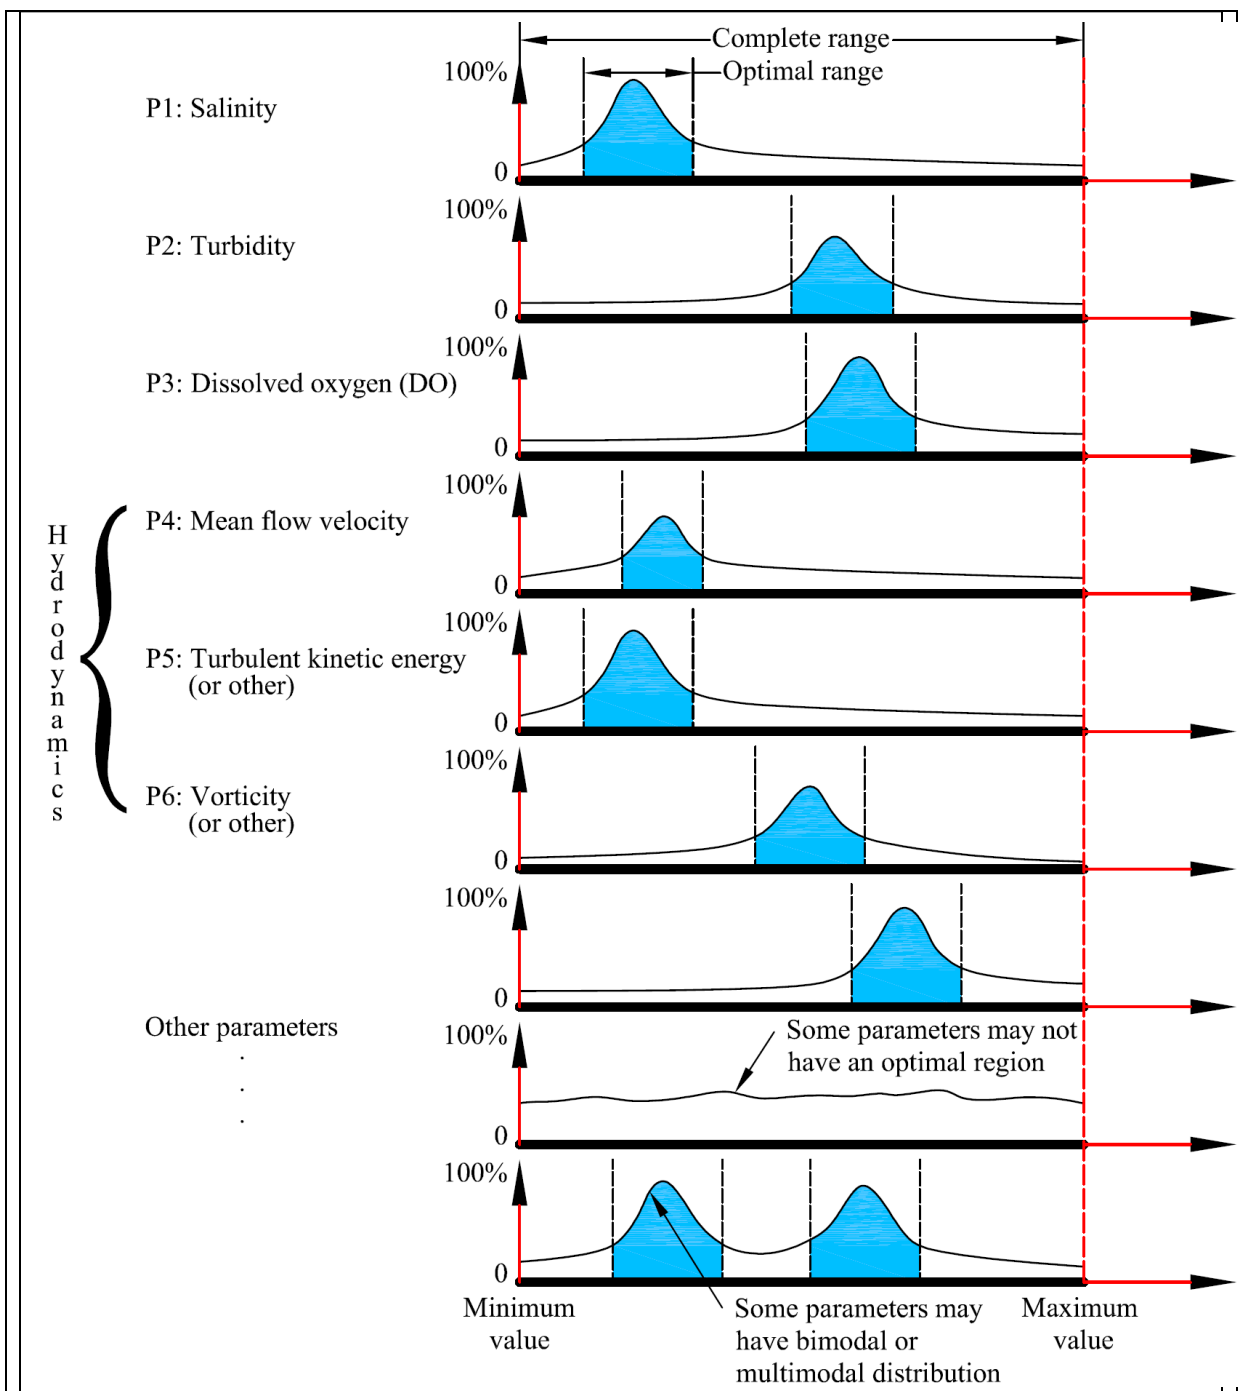 Complete range
Optimal range
100%
P1: Salinity
0
100%
P2: Turbidity
0
100%
P3: Dissolved oxygen (DO)
0
100%
P4: Mean flow velocity
0
Hydrodynamics
100%
P5: Turbulent kinetic energy
(or other)
0
100%
P6: Vorticity
(or other)
0
100%
0
Other parameters
.
.
.
100%
Some parameters may not
have an optimal region
0
100%
0
Minimum
value
Some parameters may
have bimodal or
multimodal distribution
Maximum
value